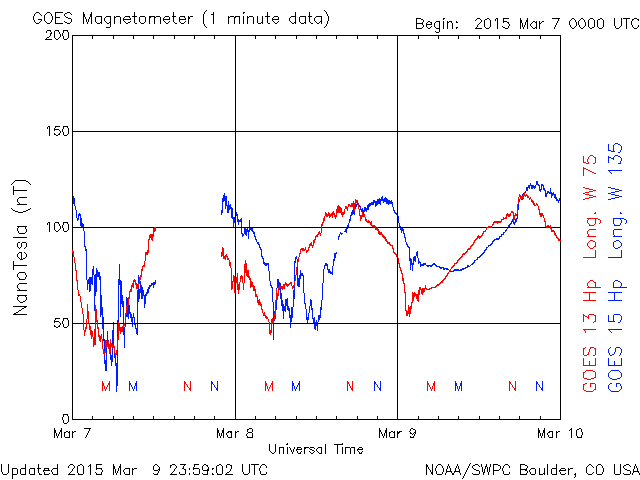 GOES Magnetometer (1 minute data)
Begin: 2015 Mar 7 0000 UTC
200
150
100
50
0
NanoTesla (nT)
M M N N M M N N M M N N
Mar 7 Mar 8 Mar 9 Mar 10
Universal Time
GOES 13 Hp Long. W 75
GOES 15 Hp Long. W 135
Updated 2015 Mar 9 23:59:02 UTC
NOAA/SWPC Boulder, CO USA